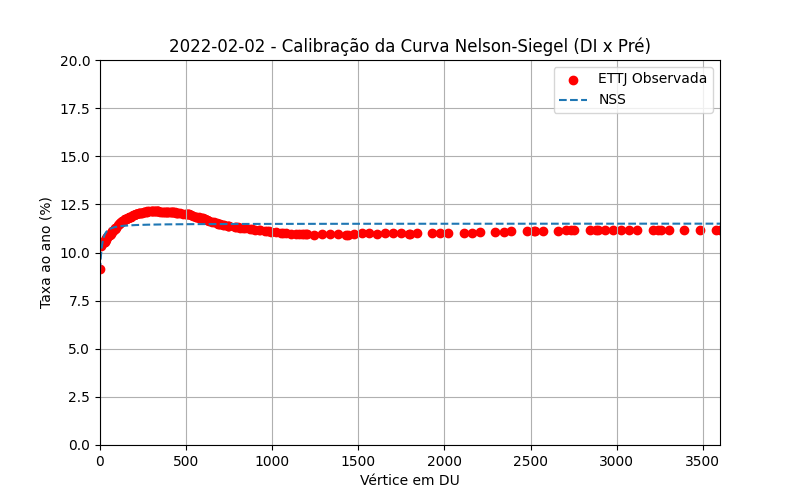 2022-02-02 - Calibração da Curva Nelson-Siegel (DI x Pré)
20.0
17.5
15.0
12.5
10.0
7.5
5.0
2.5
0.0
Taxa ao ano (%)
ETTJ Observada
NSS
0 500 1000 1500 2000 2500 3000 3500
Vértice em DU